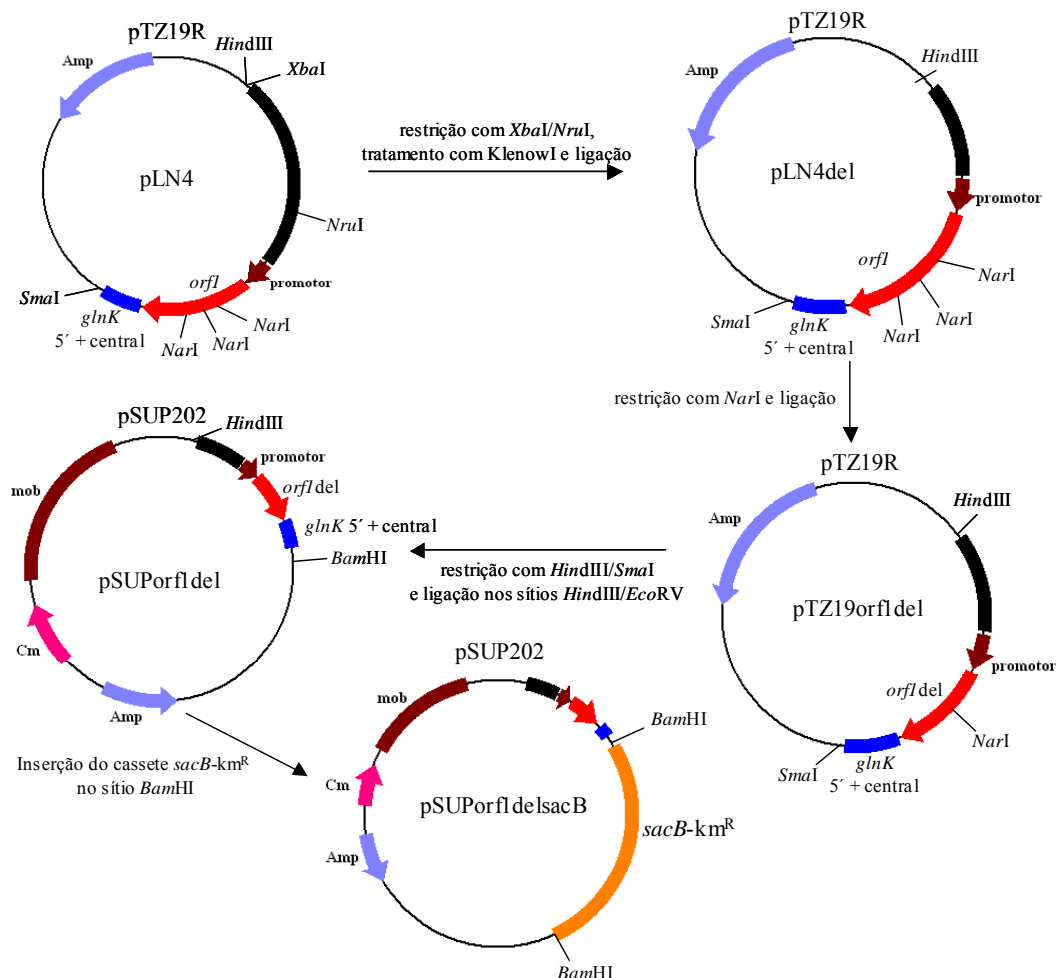 pTZ19R
HindIII
XbaI
Amp
pLN4
NruI
promotor
orf1
SmaI
glnK
5´ + central
NarI
NarI
NarI
restrição com XbaI/NruI,
tratamento com KlenowI e ligação
pTZ19R
HindIII
Amp
pLN4del
promotor
orf1
NarI
NarI
NarI
SmaI
glnK
5´ + central
restrição com NarI e ligação
pTZ19R
HindIII
Amp
pTZ19orf1del
promotor
orf1del
NarI
SmaI
glnK
5´ + central
restrição com HindIII/SmaI
e ligação nos sítios HindIII/EcoRV
pSUP202
HindIII
promotor
mob
orf1del
glnK 5´ + central
BamHI
pSUPorf1del
Cm
Amp
Inserção do cassete sacB-kmᴿ
no sítio BamHI
pSUP202
mob
BamHI
Cm
pSUPorf1delsacB
sacB-kmᴿ
Amp
BamHI